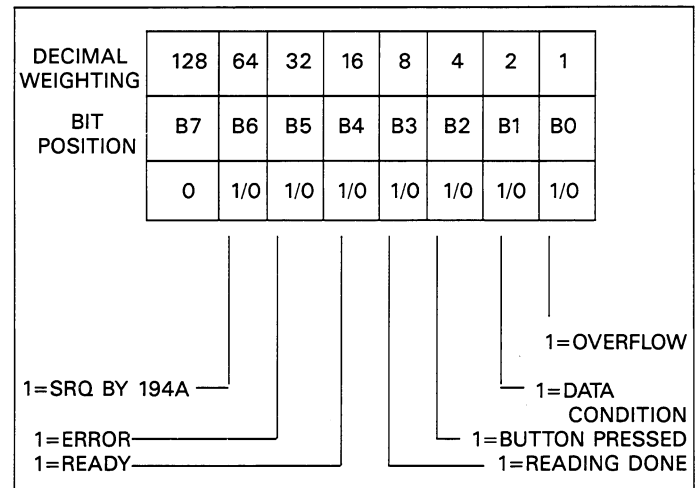 DECIMAL WEIGHTING 128 64 32 16 8 4 2 1
BIT POSITION B7 B6 B5 B4 B3 B2 B1 B0
0 1/0 1/0 1/0 1/0 1/0 1/0 1/0
1=OVERFLOW
1=SRQ BY 194A
1=DATA CONDITION
1=ERROR
1=BUTTON PRESSED
1=READY
1=READING DONE